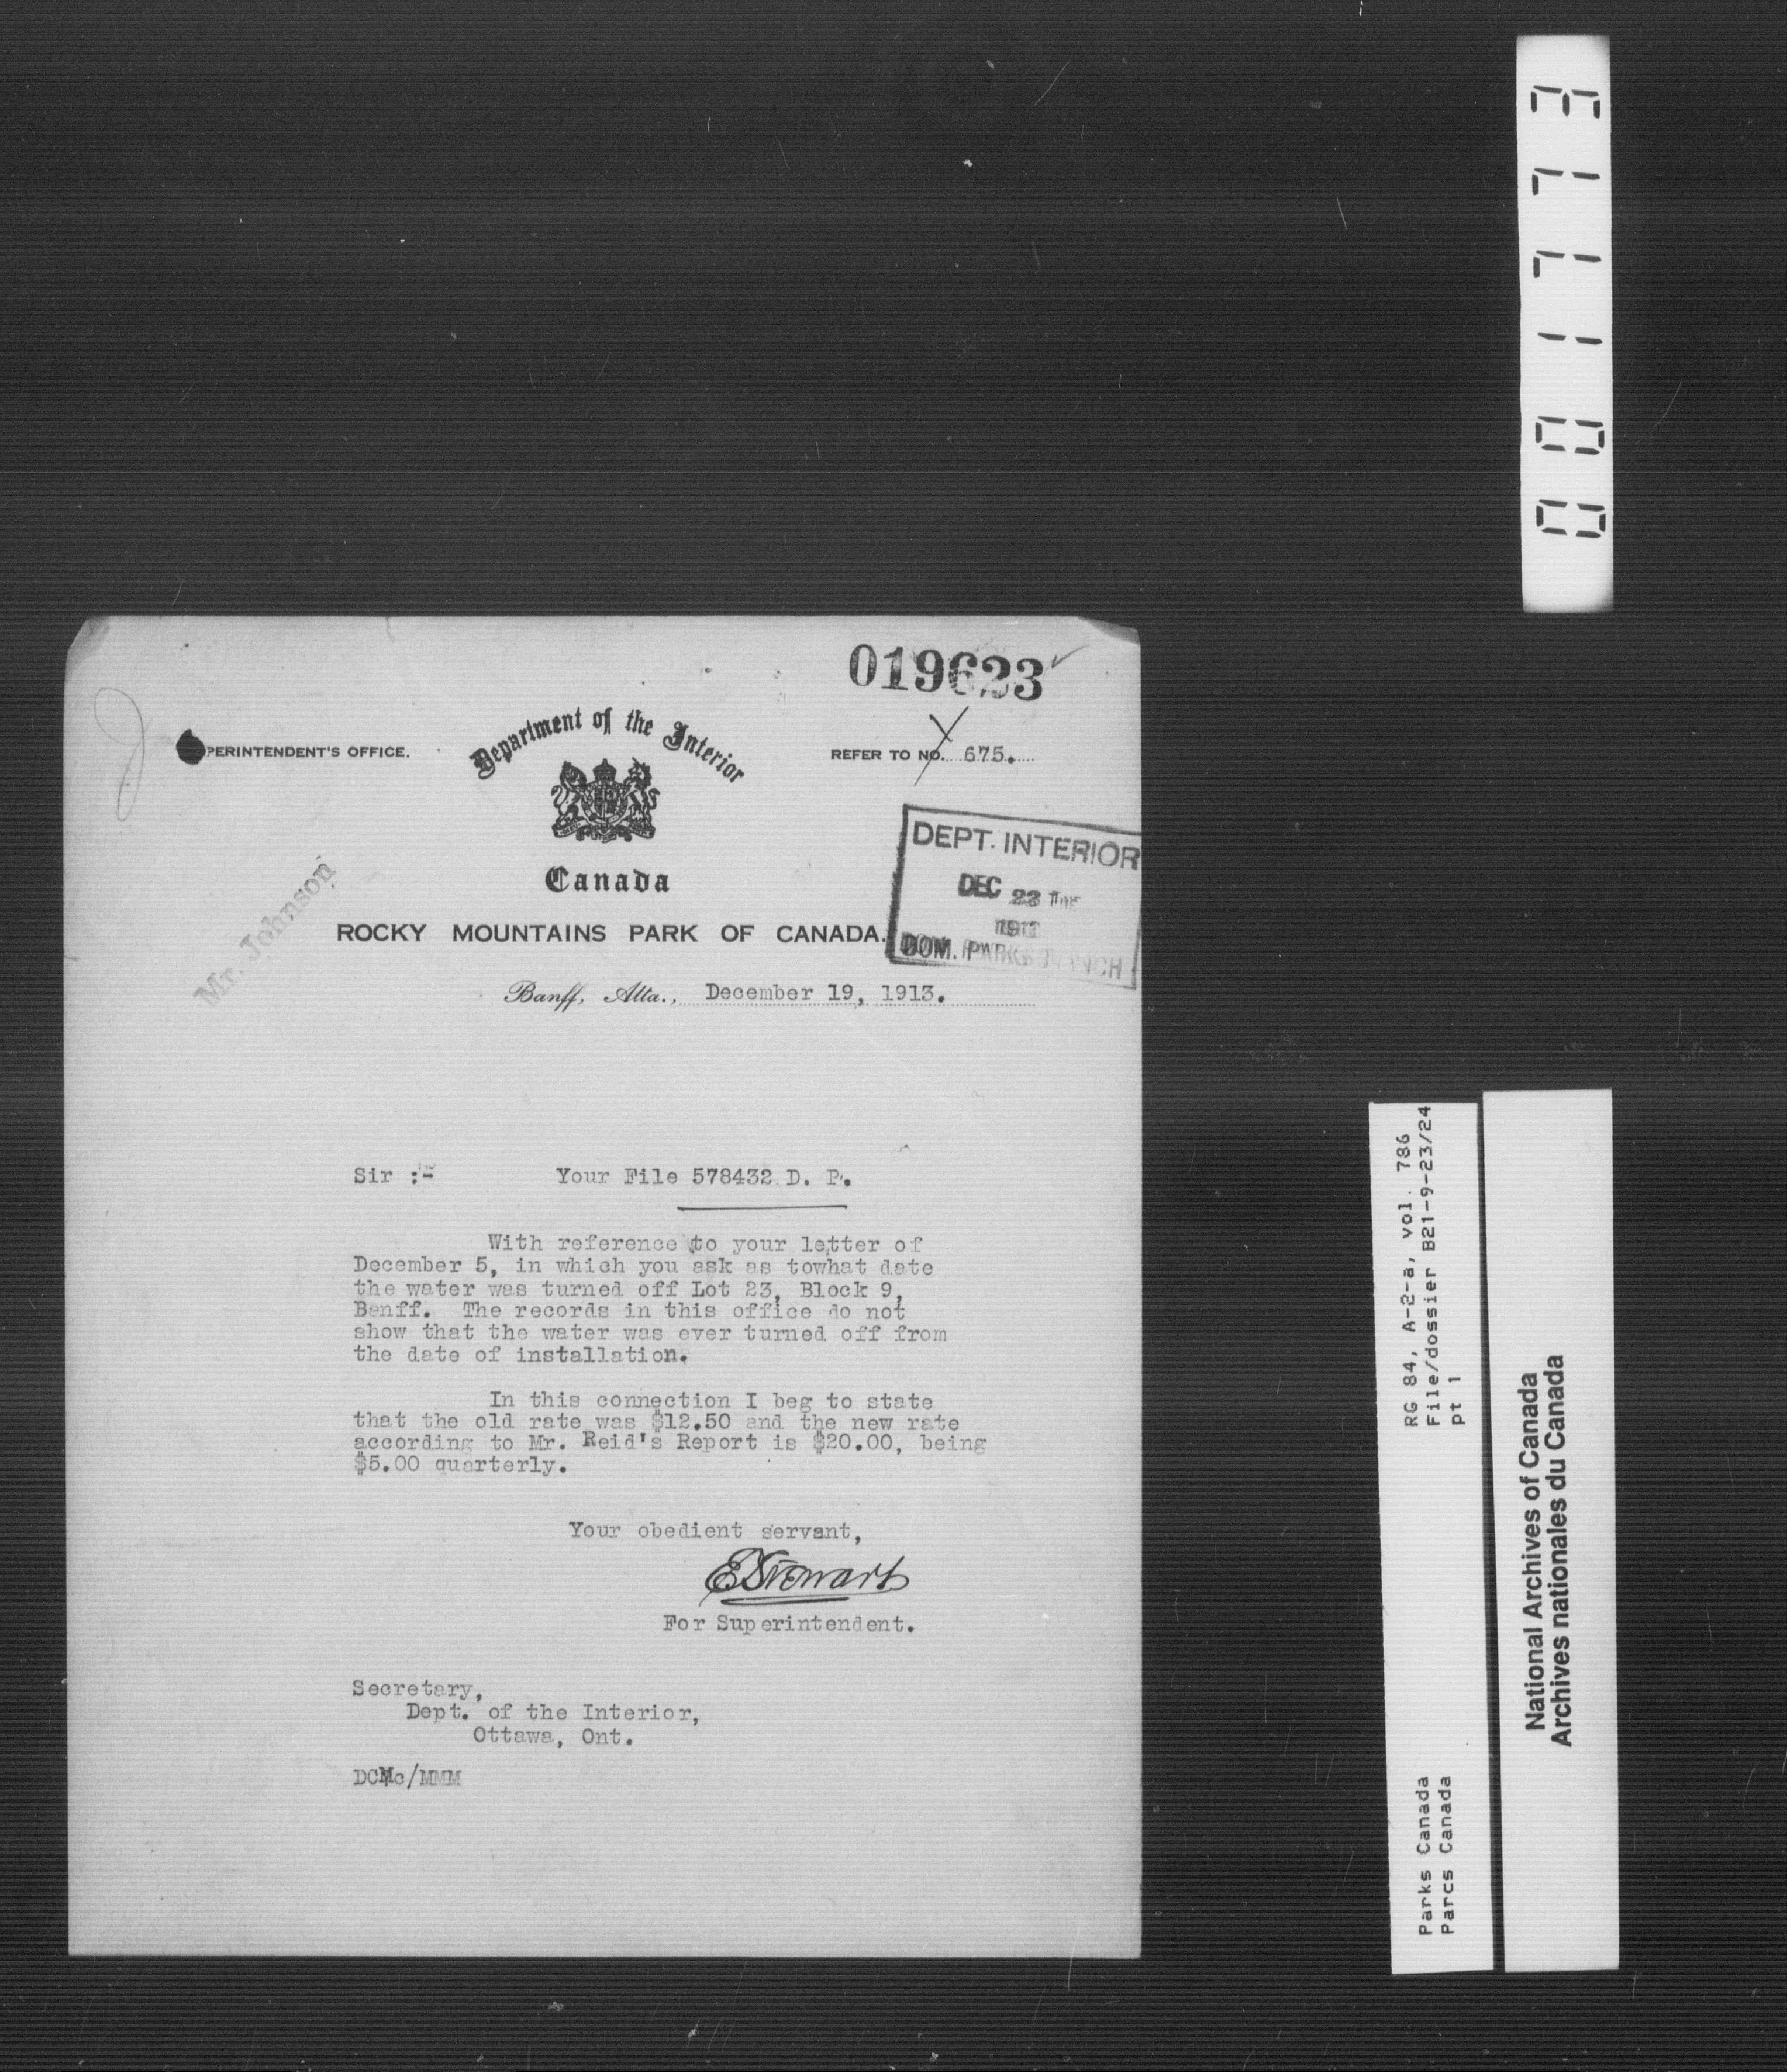 019623
Department of the Interior
PERINTENDENT'S OFFICE.
REFER TO NO. 675.
Canada
ROCKY MOUNTAINS PARK OF CANADA.
DEPT. INTERIOR
DEC 23
1913
DOM. PARKS BRANCH
Mr. Johnson
Banff, Alta., December 19, 1913.
Sir :- Your File 578432 D. P.
With reference to your letter of
December 5, in which you ask as towhat date
the water was turned off Lot 23, Block 9,
Banff. The records in this office do not
show that the water was ever turned off from
the date of installation.
In this connection I beg to state
that the old rate was $12.50 and the new rate
according to Mr. Reid's Report is $20.00, being
$5.00 quarterly.
Your obedient servant,
EStewart
For Superintendent.
Secretary,
Dept. of the Interior,
Ottawa, Ont.
DCMc/MMM
RG 84, A-2-a, vol. 786
File/dossier B21-9-23/24
pt 1
Parks Canada
Parcs Canada
National Archives of Canada
Archives nationales du Canada